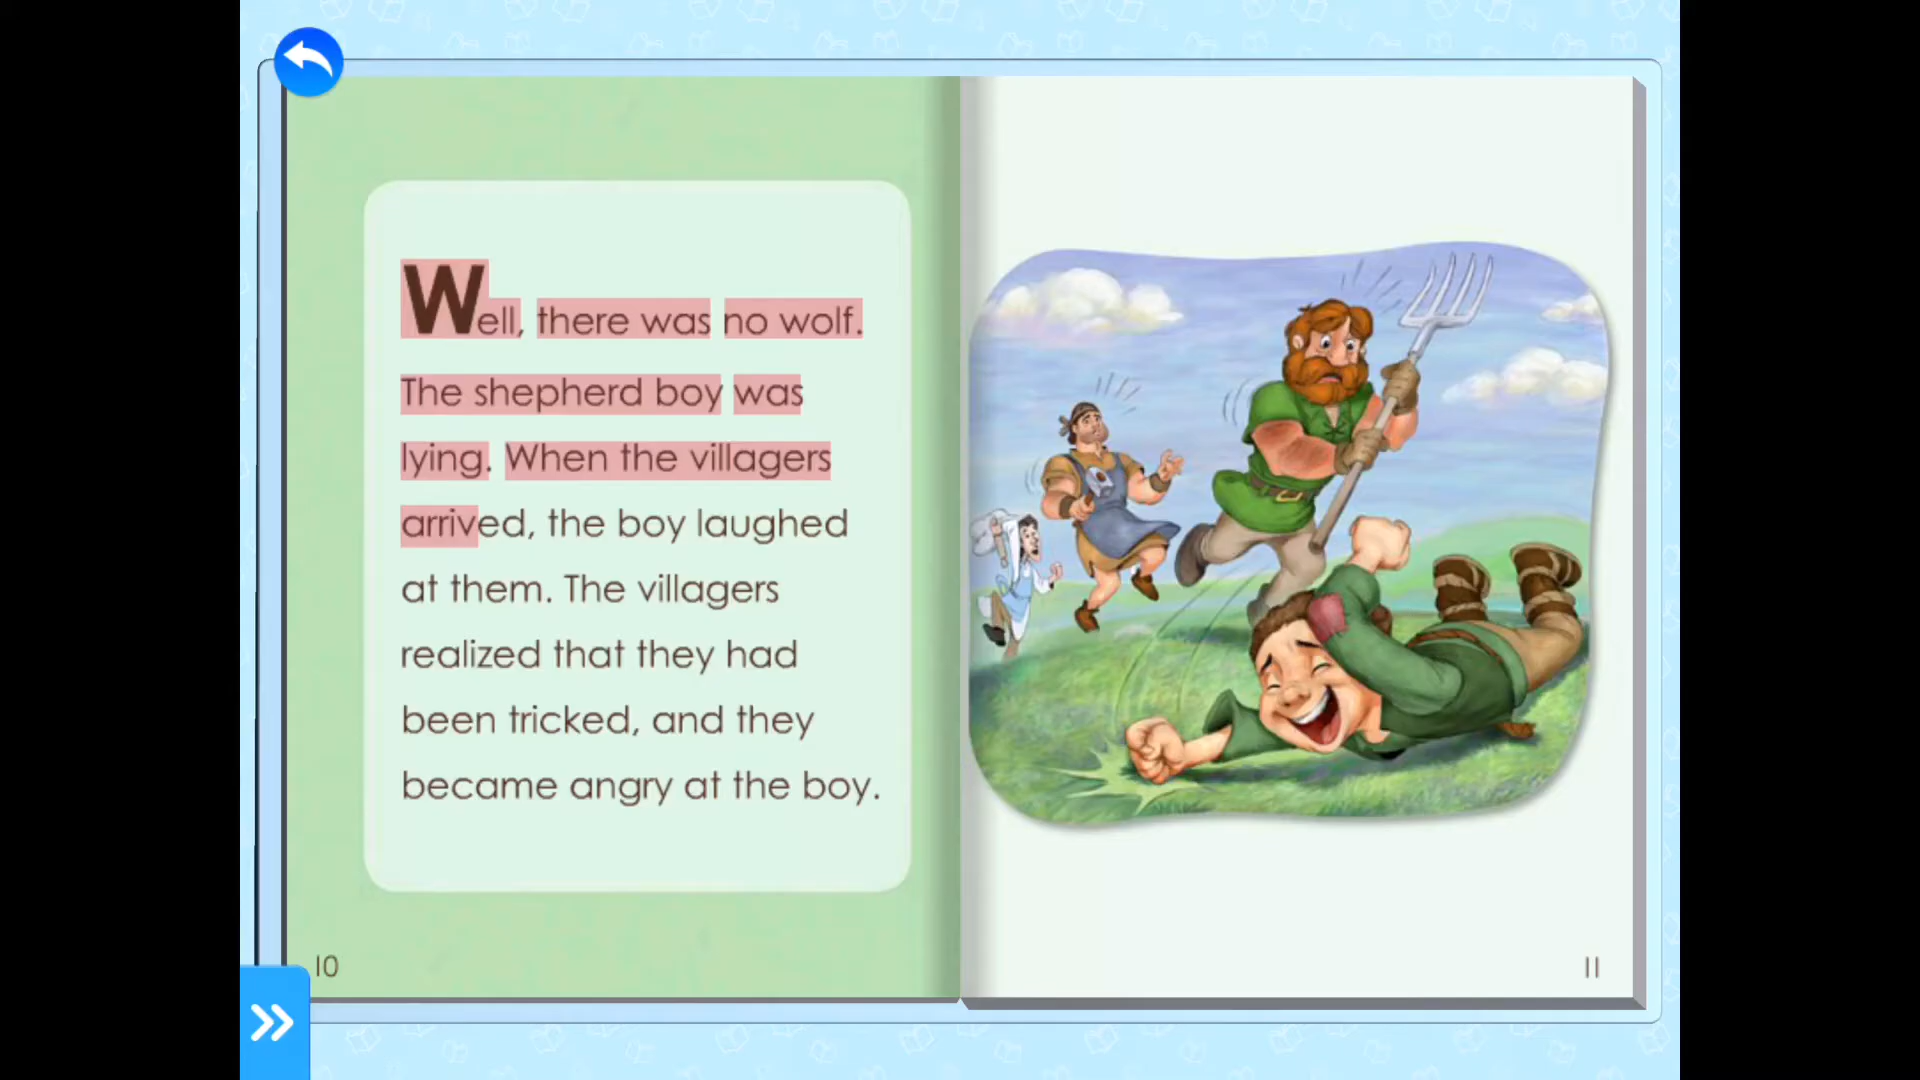 Well, there was no wolf.
The shepherd boy was
lying. When the villagers
arrived, the boy laughed
at them. The villagers
realized that they had
been tricked, and they
became angry at the boy.
10
11